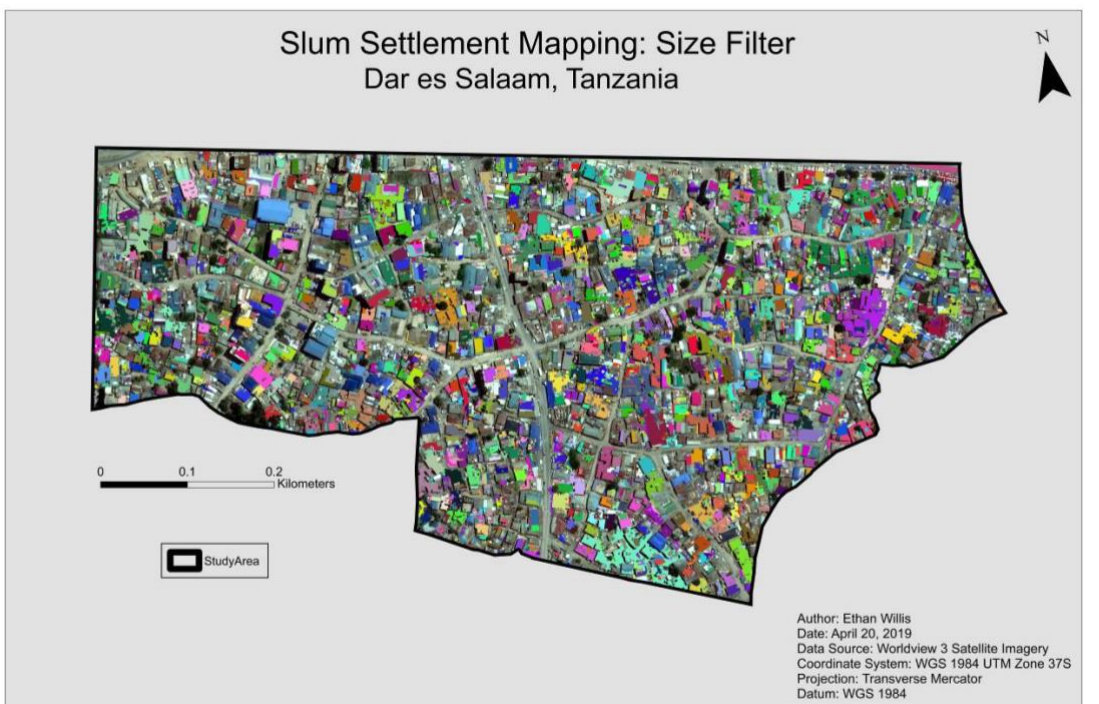 Slum Settlement Mapping: Size Filter
Dar es Salaam, Tanzania
N
0 0.1 0.2
Kilometers
StudyArea
Author: Ethan Willis
Date: April 20, 2019
Data Source: Worldview 3 Satellite Imagery
Coordinate System: WGS 1984 UTM Zone 37S
Projection: Transverse Mercator
Datum: WGS 1984